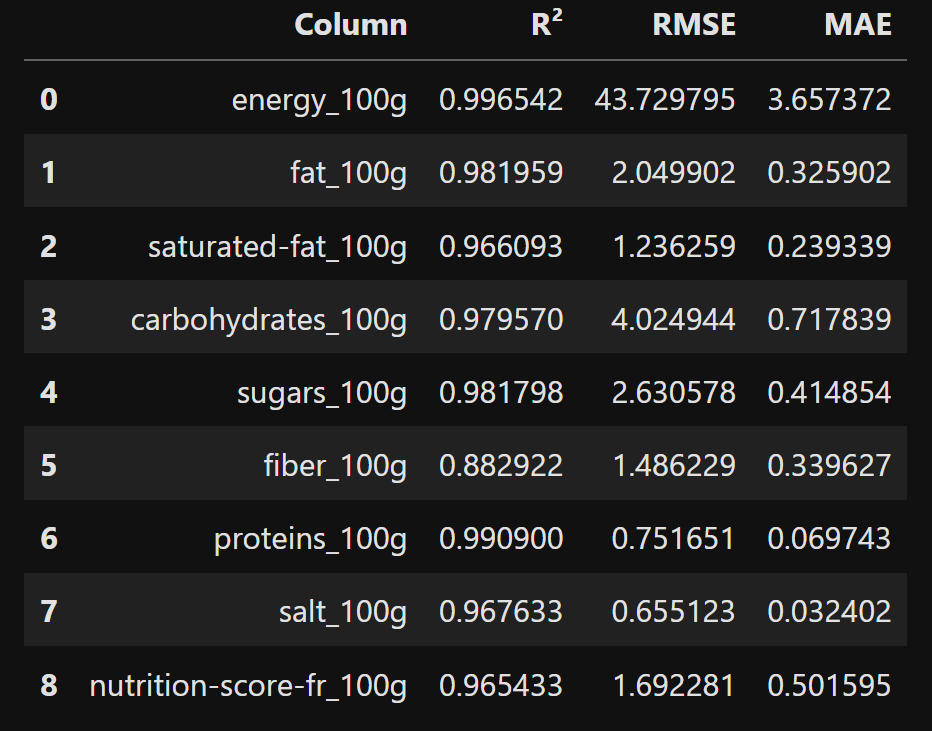 Column R² RMSE MAE
0 energy_100g 0.996542 43.729795 3.657372
1 fat_100g 0.981959 2.049902 0.325902
2 saturated-fat_100g 0.966093 1.236259 0.239339
3 carbohydrates_100g 0.979570 4.024944 0.717839
4 sugars_100g 0.981798 2.630578 0.414854
5 fiber_100g 0.882922 1.486229 0.339627
6 proteins_100g 0.990900 0.751651 0.069743
7 salt_100g 0.967633 0.655123 0.032402
8 nutrition-score-fr_100g 0.965433 1.692281 0.501595